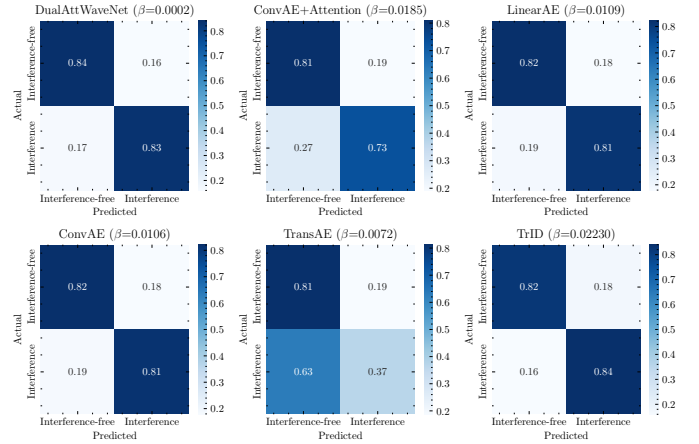 DualAttWaveNet (β=0.0002)
Actual
Interference-free
Interference
0.84
0.16
0.17
0.83
Interference-free
Interference
Predicted
0.8
0.7
0.6
0.5
0.4
0.3
0.2
ConvAE+Attention (β=0.0185)
Actual
Interference-free
Interference
0.81
0.19
0.27
0.73
Interference-free
Interference
Predicted
0.8
0.7
0.6
0.5
0.4
0.3
0.2
LinearAE (β=0.0109)
Actual
Interference-free
Interference
0.82
0.18
0.19
0.81
Interference-free
Interference
Predicted
0.8
0.7
0.6
0.5
0.4
0.3
0.2
ConvAE (β=0.0106)
Actual
Interference-free
Interference
0.82
0.18
0.19
0.81
Interference-free
Interference
Predicted
0.8
0.7
0.6
0.5
0.4
0.3
0.2
TransAE (β=0.0072)
Actual
Interference-free
Interference
0.81
0.19
0.63
0.37
Interference-free
Interference
Predicted
0.8
0.7
0.6
0.5
0.4
0.3
0.2
TrID (β=0.02230)
Actual
Interference-free
Interference
0.82
0.18
0.16
0.84
Interference-free
Interference
Predicted
0.8
0.7
0.6
0.5
0.4
0.3
0.2